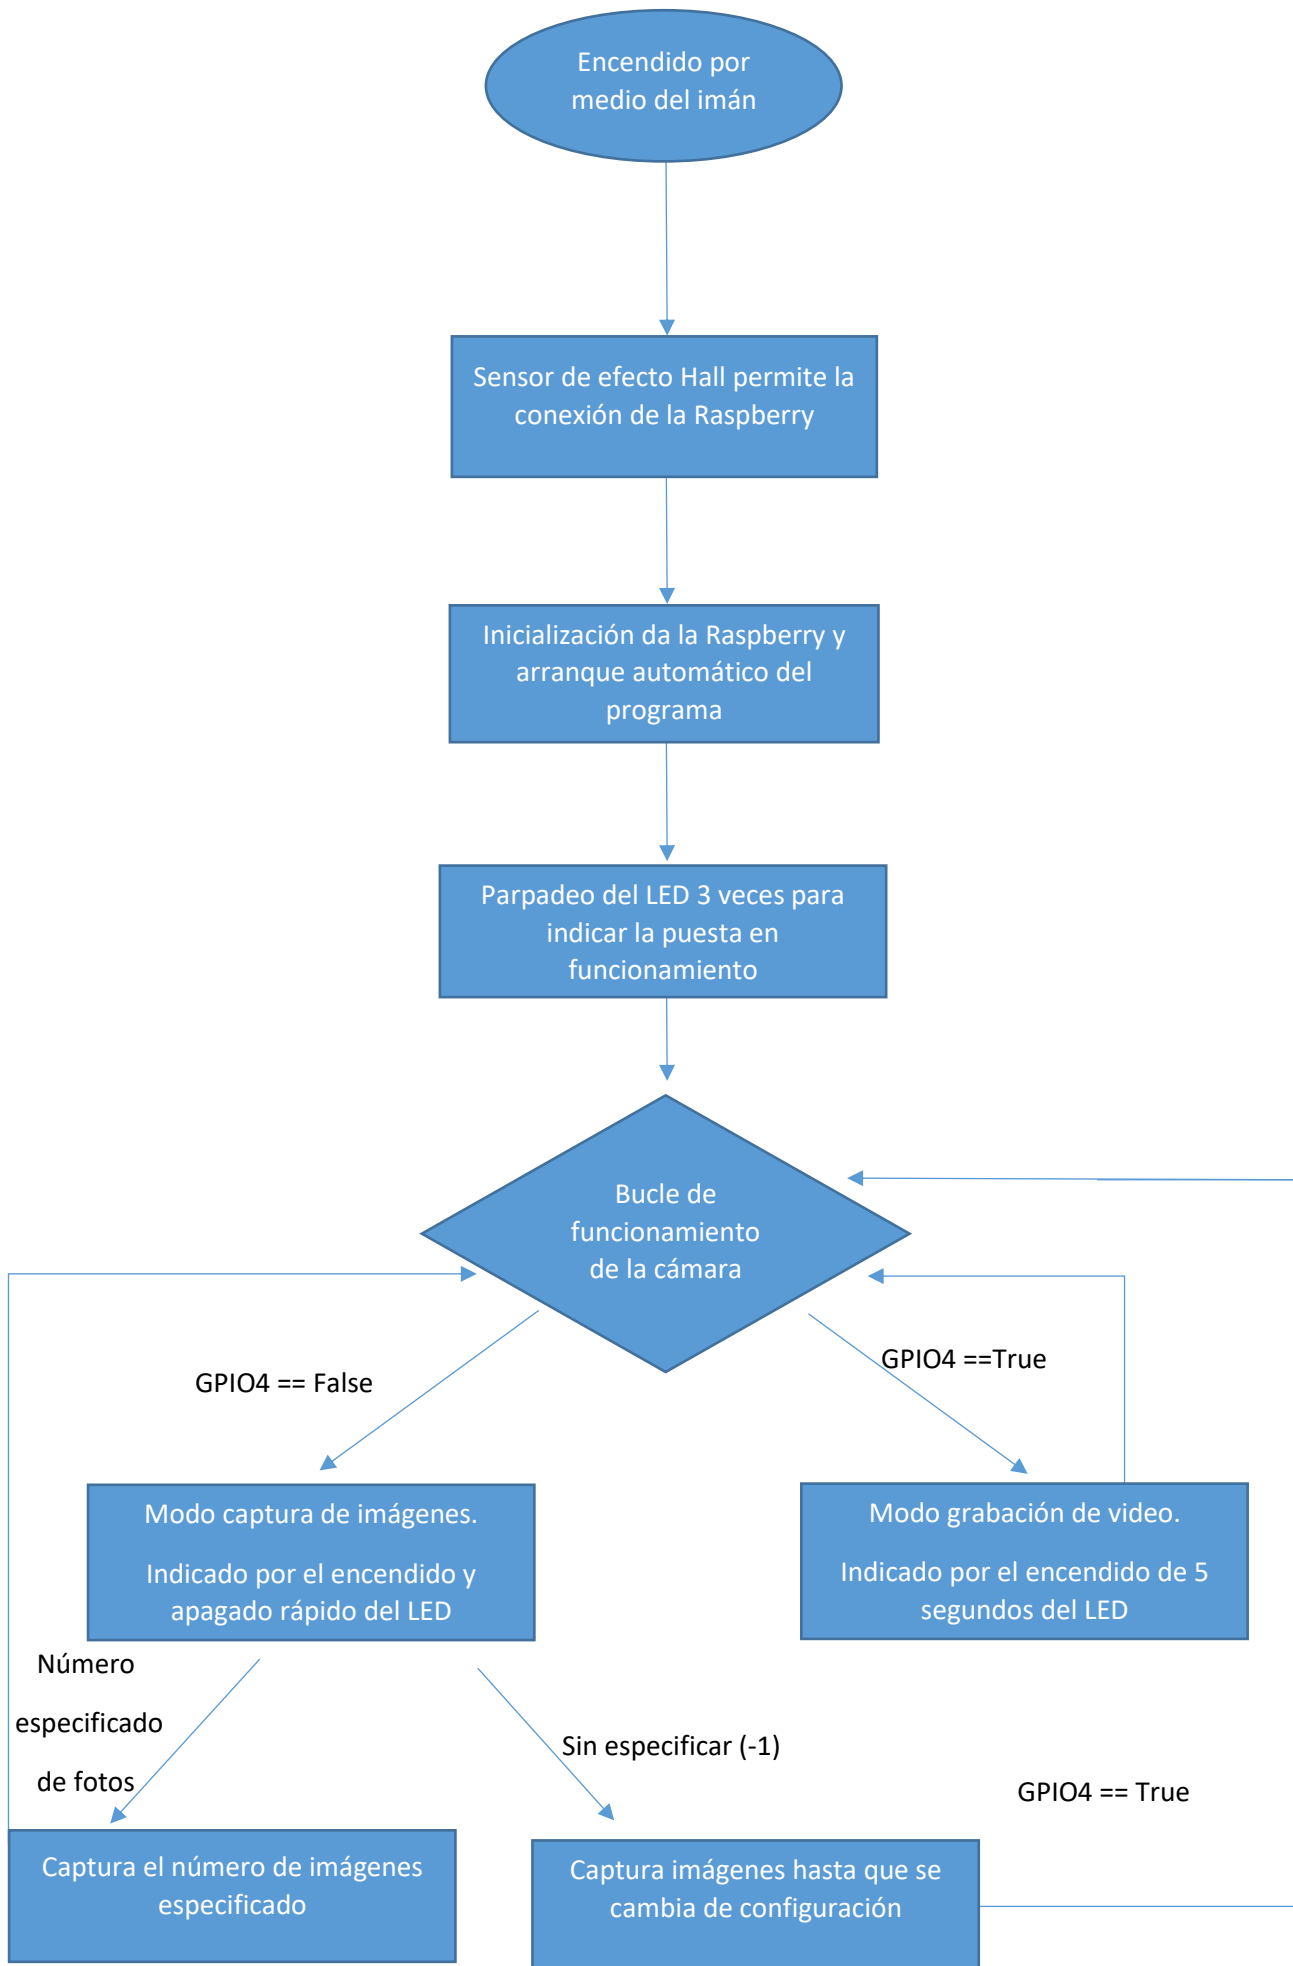 Encendido por
medio del imán
Sensor de efecto Hall permite la
conexión de la Raspberry
Inicialización da la Raspberry y
arranque automático del
programa
Parpadeo del LED 3 veces para
indicar la puesta en
funcionamiento
Bucle de
funcionamiento
de la cámara
GPIO4 == False
GPIO4 ==True
Modo captura de imágenes.
Indicado por el encendido y
apagado rápido del LED
Modo grabación de video.
Indicado por el encendido de 5
segundos del LED
Número
especificado
de fotos
Sin especificar (-1)
GPIO4 == True
Captura el número de imágenes
especificado
Captura imágenes hasta que se
cambia de configuración